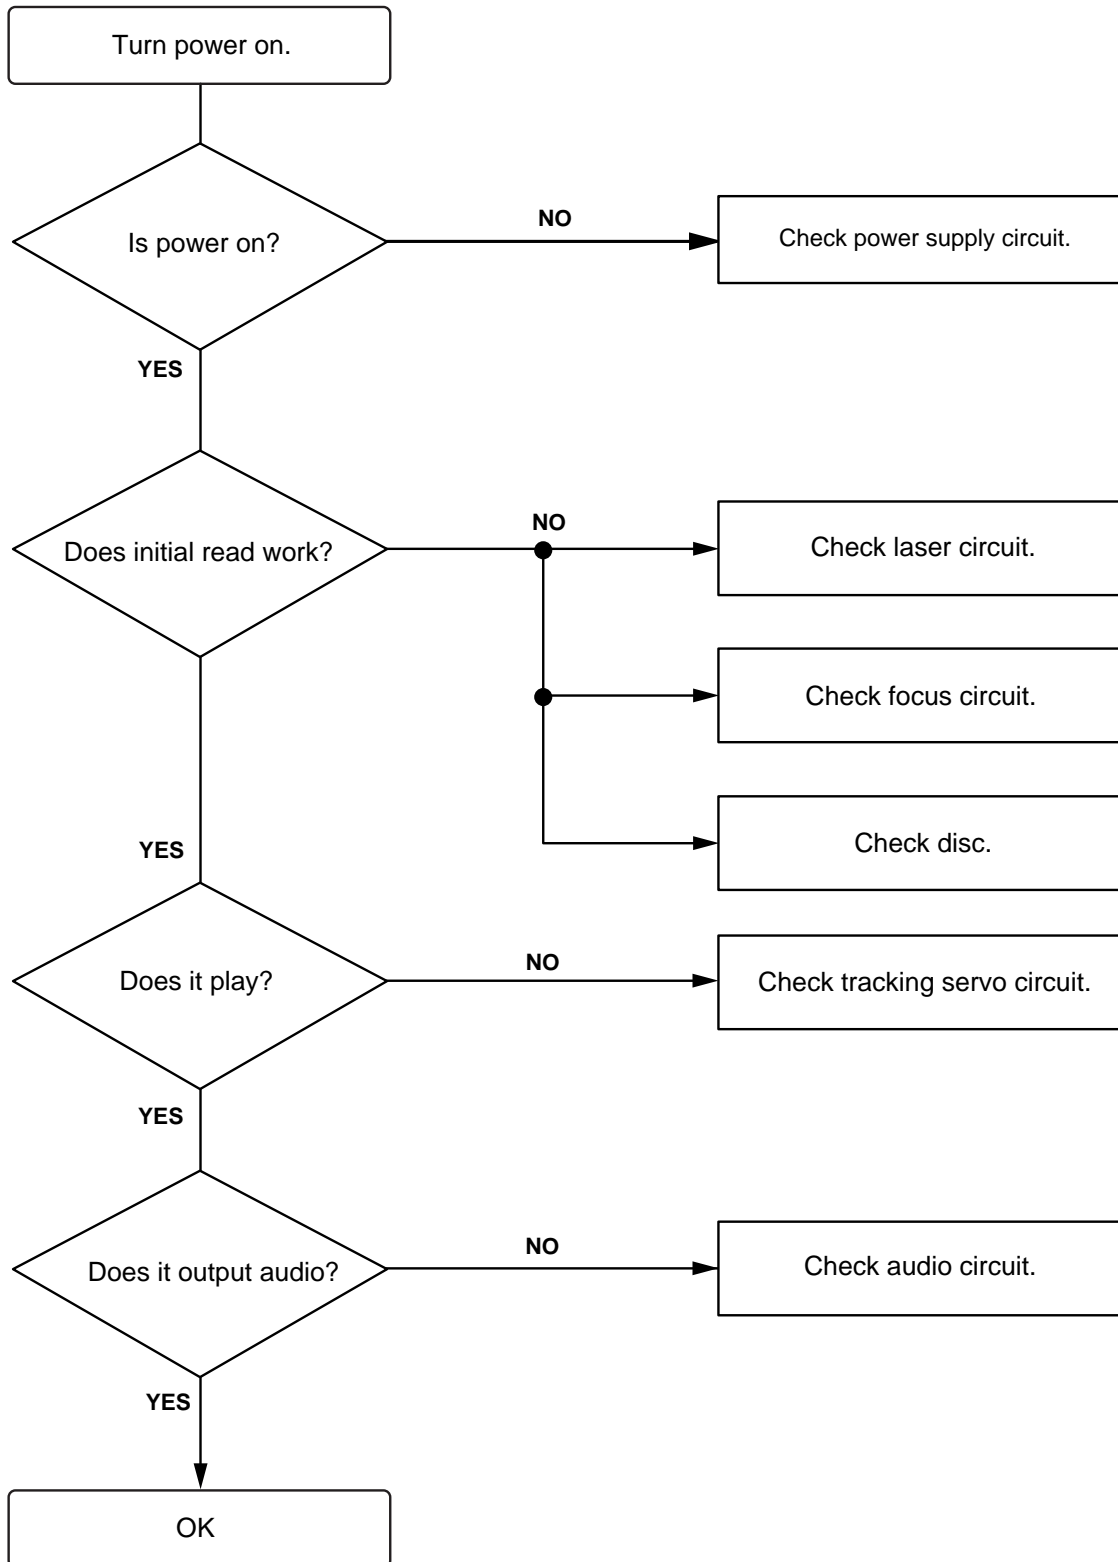 Turn power on.
Is power on?
NO
Check power supply circuit.
YES
Does initial read work?
NO
Check laser circuit.
Check focus circuit.
Check disc.
YES
Does it play?
NO
Check tracking servo circuit.
YES
Does it output audio?
NO
Check audio circuit.
YES
OK